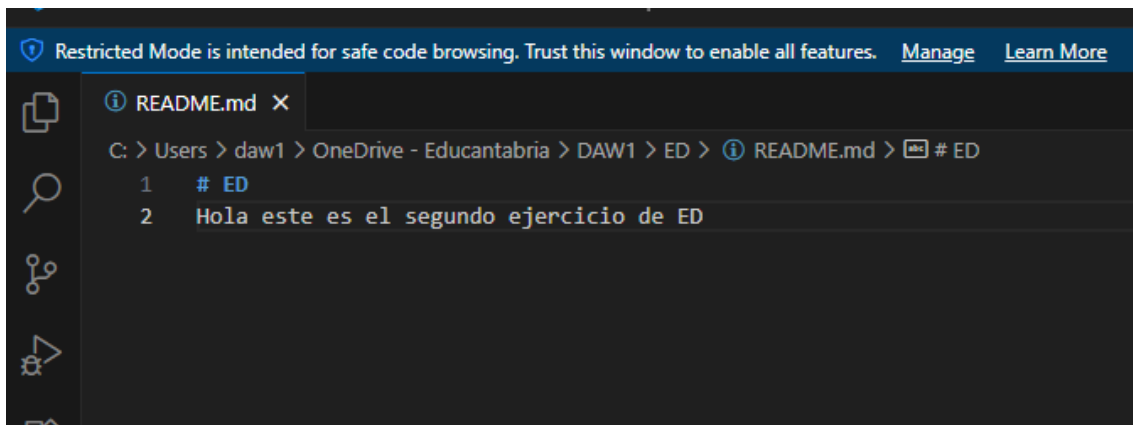 Restricted Mode is intended for safe code browsing. Trust this window to enable all features. Manage Learn More
README.md
C: > Users > daw1 > OneDrive - Educantabria > DAW1 > ED > README.md > abc # ED
1 # ED
2 Hola este es el segundo ejercicio de ED